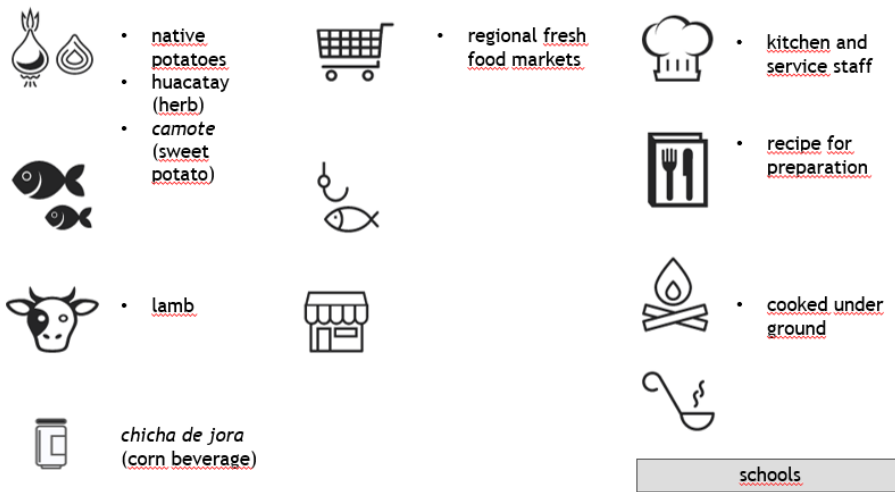 • native
potatoes
• huacatay
(herb)
• camote
(sweet
potato)
• lamb
chicha de jora
(corn beverage)
• regional fresh
food markets
• kitchen and
service staff
• recipe for
preparation
• cooked under
ground
schools